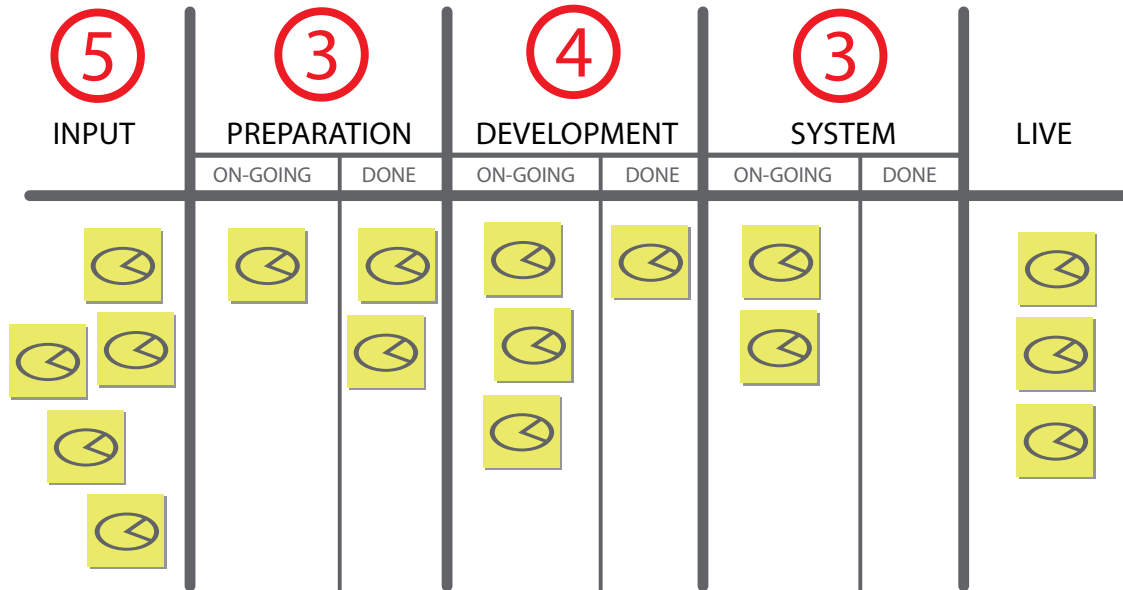 5 3 4 3
INPUT PREPARATION DEVELOPMENT SYSTEM LIVE
ON-GOING DONE ON-GOING DONE ON-GOING DONE